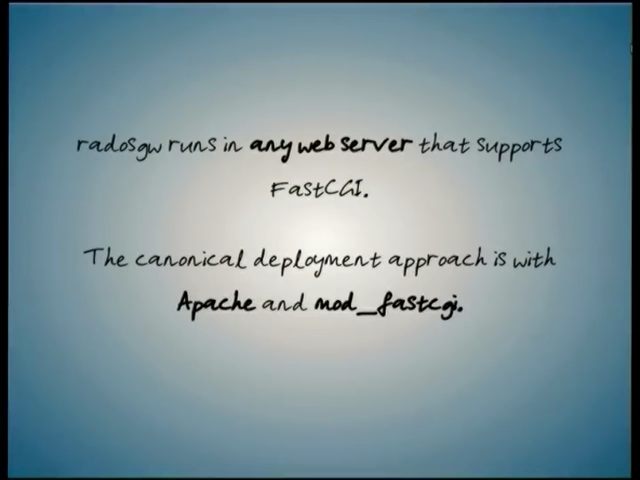 radosgw runs in any web server that supports
FastCGI.
The canonical deployment approach is with
Apache and mod_fastcgi.